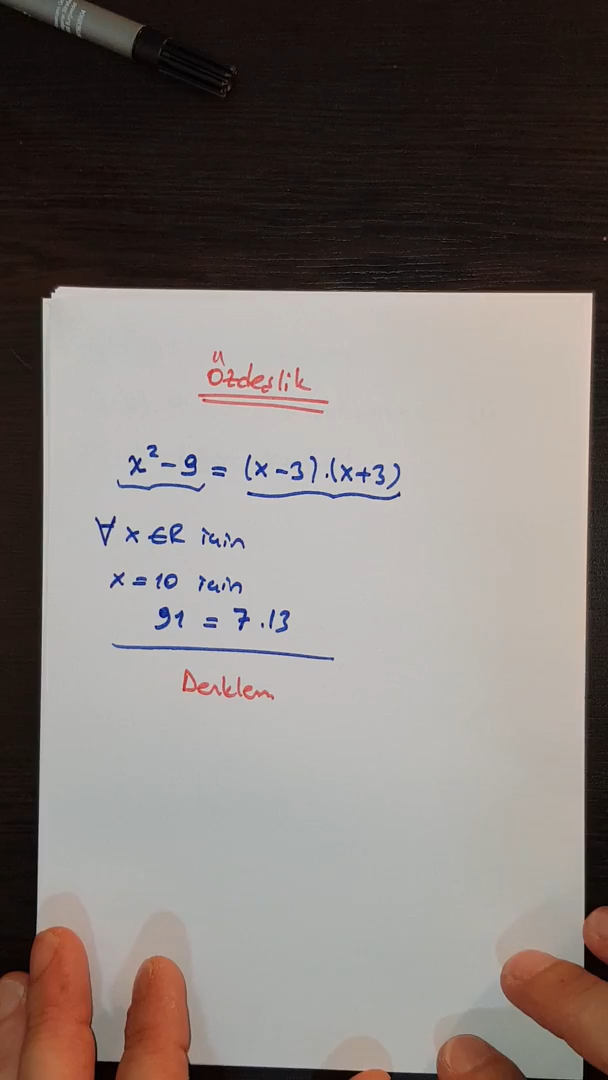 Özdeşlik
x² - 9 = (x - 3).(x + 3)
∀ x ∈ R için
x = 10 için
91 = 7.13
Denklem